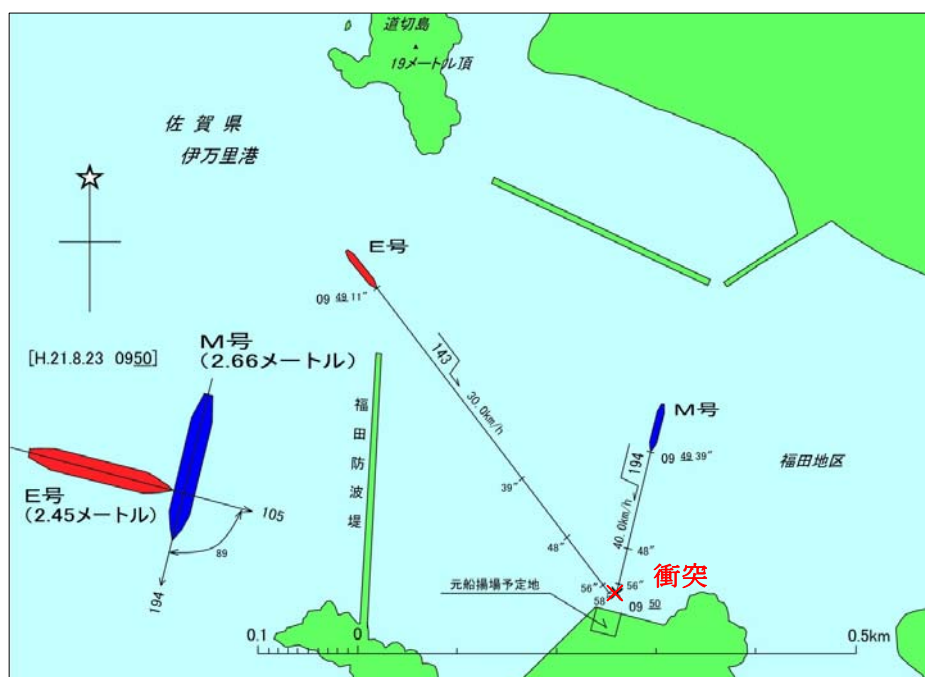 道切島
19メートル頂
佐賀県
伊万里港
E号
09 49 11″
[H.21.8.23 0950]
M号
(2.66メートル)
143
30.0km/h
福田防波堤
M号
09 49 39″
194
福田地区
40.0km/h
39″
E号
(2.45メートル)
105
89
194
48″
48″
衝突
56″
56″
58
09 50
元船揚場予定地
0.1
0
0.5km